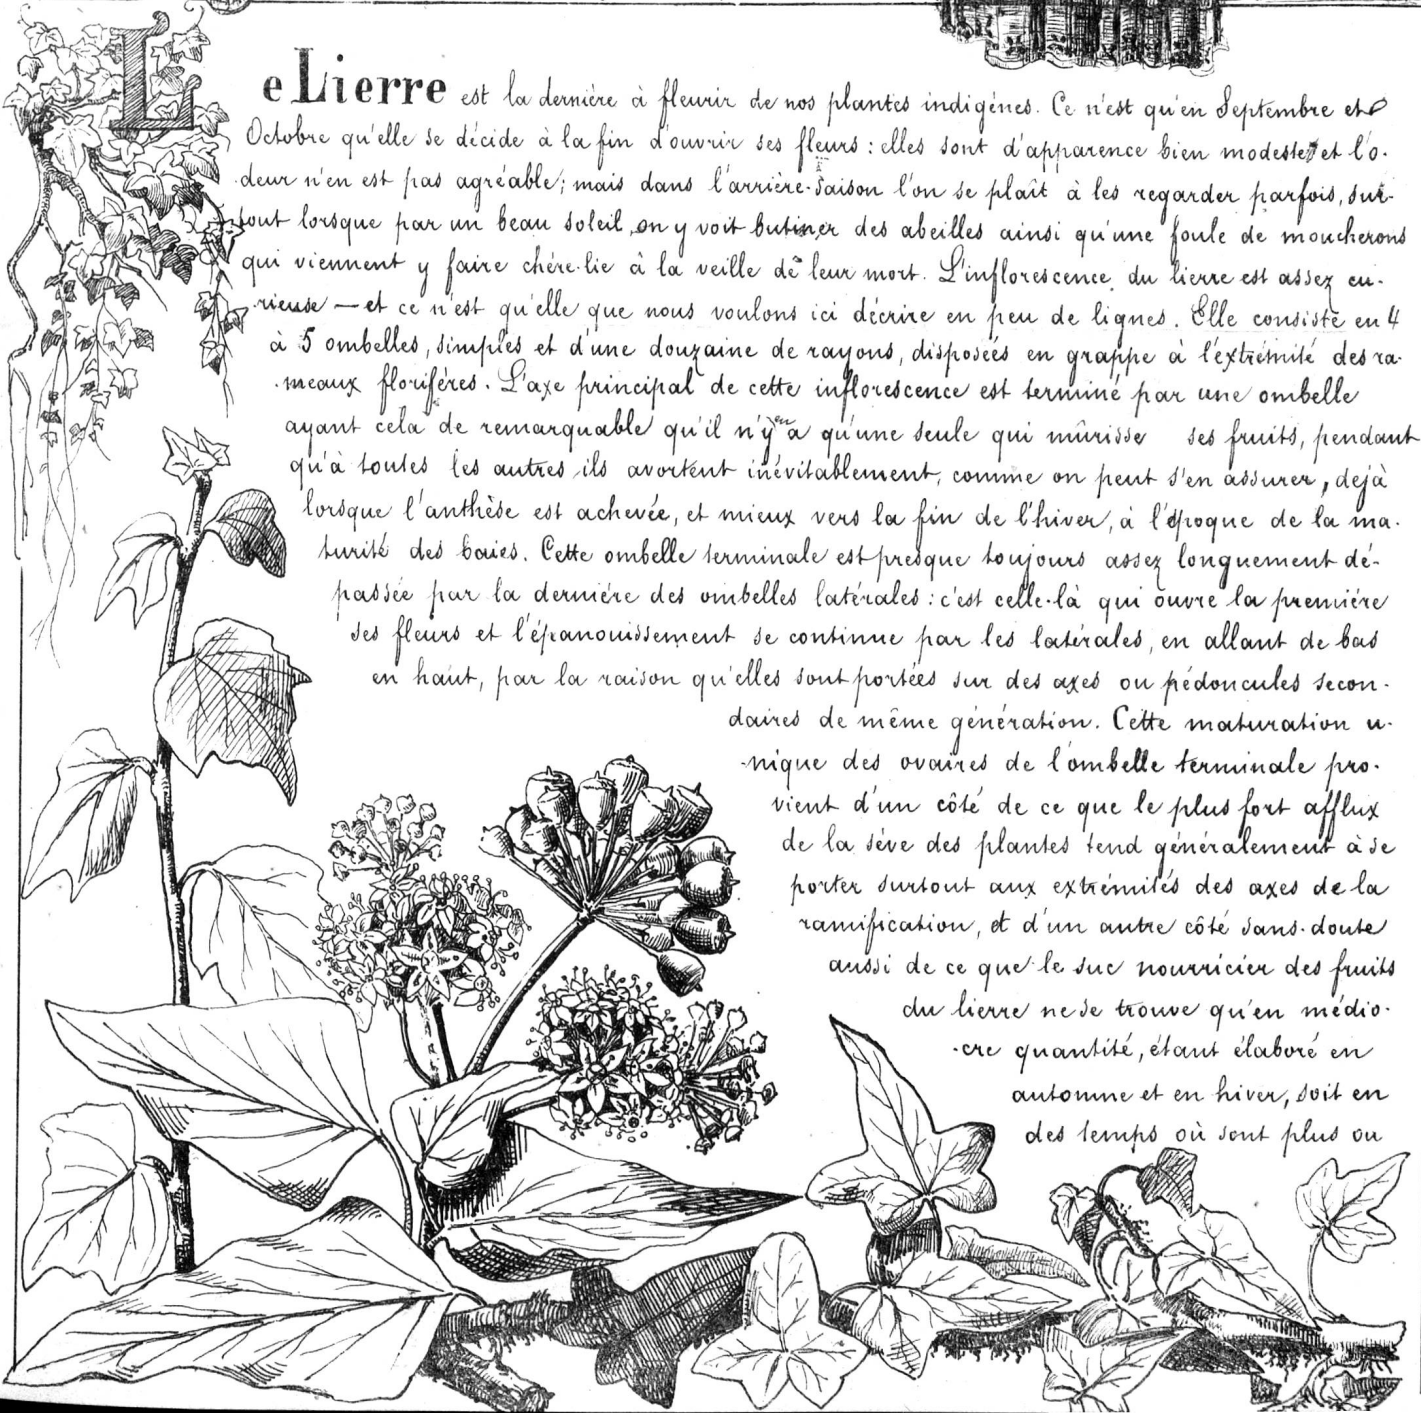 Le Lierre est la dernière à fleurir de nos plantes indigènes. Ce n'est qu'en Septembre et
Octobre qu'elle se décide à la fin d'ouvrir ses fleurs : elles sont d'apparence bien modeste et l'o-
deur n'en est pas agréable ; mais dans l'arrière-saison l'on se plaît à les regarder parfois, sur-
tout lorsque par un beau soleil, on y voit butiner des abeilles ainsi qu'une foule de moucherons
qui viennent y faire chère-lie à la veille de leur mort. L'inflorescence du lierre est assez cu-
rieuse — et ce n'est qu'elle que nous voulons ici décrire en peu de lignes. Elle consiste en 4
à 5 ombelles, simples et d'une douzaine de rayons, disposées en grappe à l'extrémité des ra-
meaux florifères. L'axe principal de cette inflorescence est terminé par une ombelle
ayant cela de remarquable qu'il n'y en a qu'une seule qui mûrisse ses fruits, pendant
qu'à toutes les autres ils avortent inévitablement, comme on peut s'en assurer, dejà
lorsque l'anthèse est achevée, et mieux vers la fin de l'hiver, à l'époque de la ma-
turité des baies. Cette ombelle terminale est presque toujours assez longuement dé-
passée par la dernière des ombelles latérales : c'est celle-là qui ouvre la première
ses fleurs et l'épanouissement se continue par les latérales, en allant de bas
en haut, par la raison qu'elles sont portées sur des axes ou pédoncules secon-
daires de même génération. Cette maturation u-
nique des ovaires de l'ombelle terminale pro-
vient d'un côté de ce que le plus fort afflux
de la sève des plantes tend généralement à se
porter surtout aux extrémités des axes de la
ramification, et d'un autre côté sans-doute
aussi de ce que le suc nourricier des fruits
du lierre ne se trouve qu'en médio-
cre quantité, étant élaboré en
automne et en hiver, soit en
des temps où sont plus ou